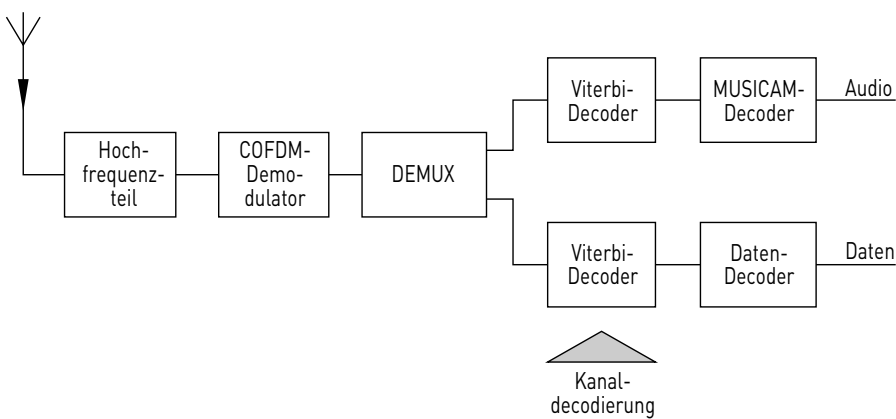 Hoch-
frequenz-
teil
COFDM-
Demo-
dulator
DEMUX
Viterbi-
Decoder
MUSICAM-
Decoder
Audio
Viterbi-
Decoder
Daten-
Decoder
Daten
Kanal-
decodierung